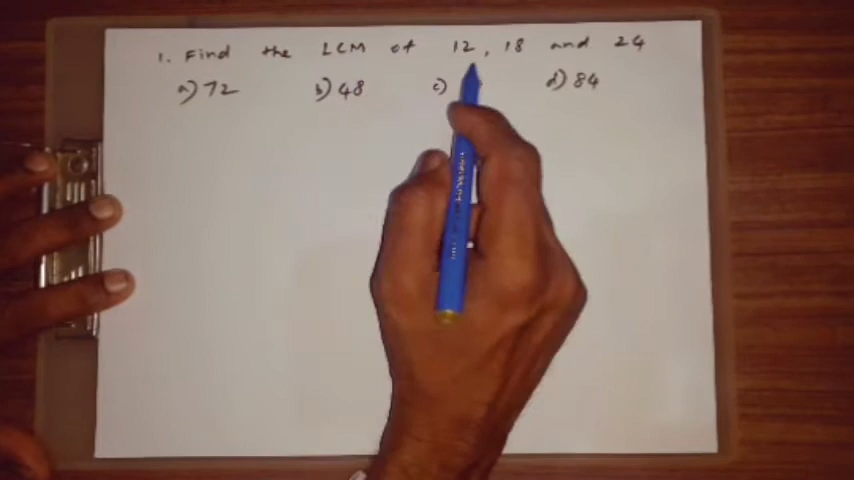 1. Find the LCM of 12, 18 and 24
a) 72 b) 48 c) d) 84